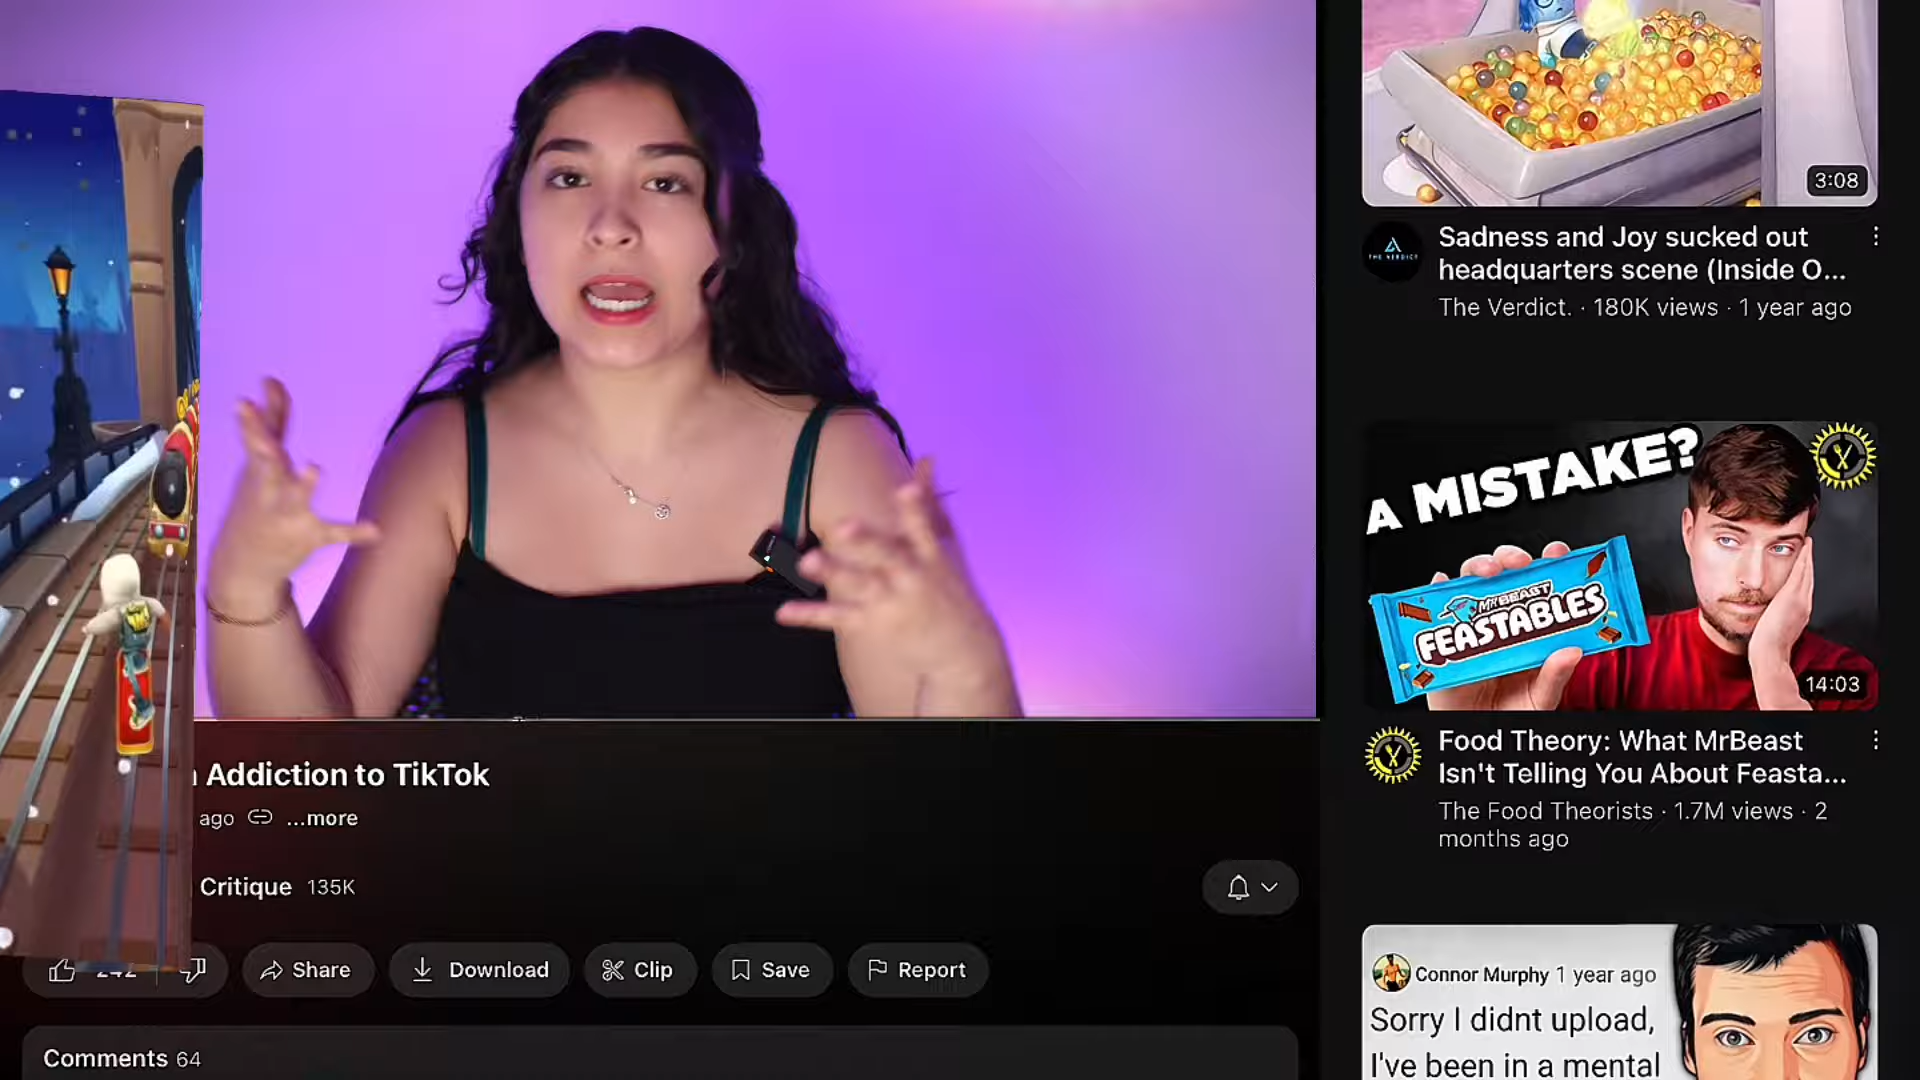 Addiction to TikTok
ago ...more
Critique 135K
Share
Download
Clip
Save
Report
Comments 64
3:08
THE VERDICT
Sadness and Joy sucked out
headquarters scene (Inside O...
The Verdict. · 180K views · 1 year ago
A MISTAKE?
MRBEAST
FEASTABLES
14:03
Food Theory: What MrBeast
Isn't Telling You About Feasta...
The Food Theorists · 1.7M views · 2
months ago
Connor Murphy 1 year ago
Sorry I didnt upload,
I've been in a mental